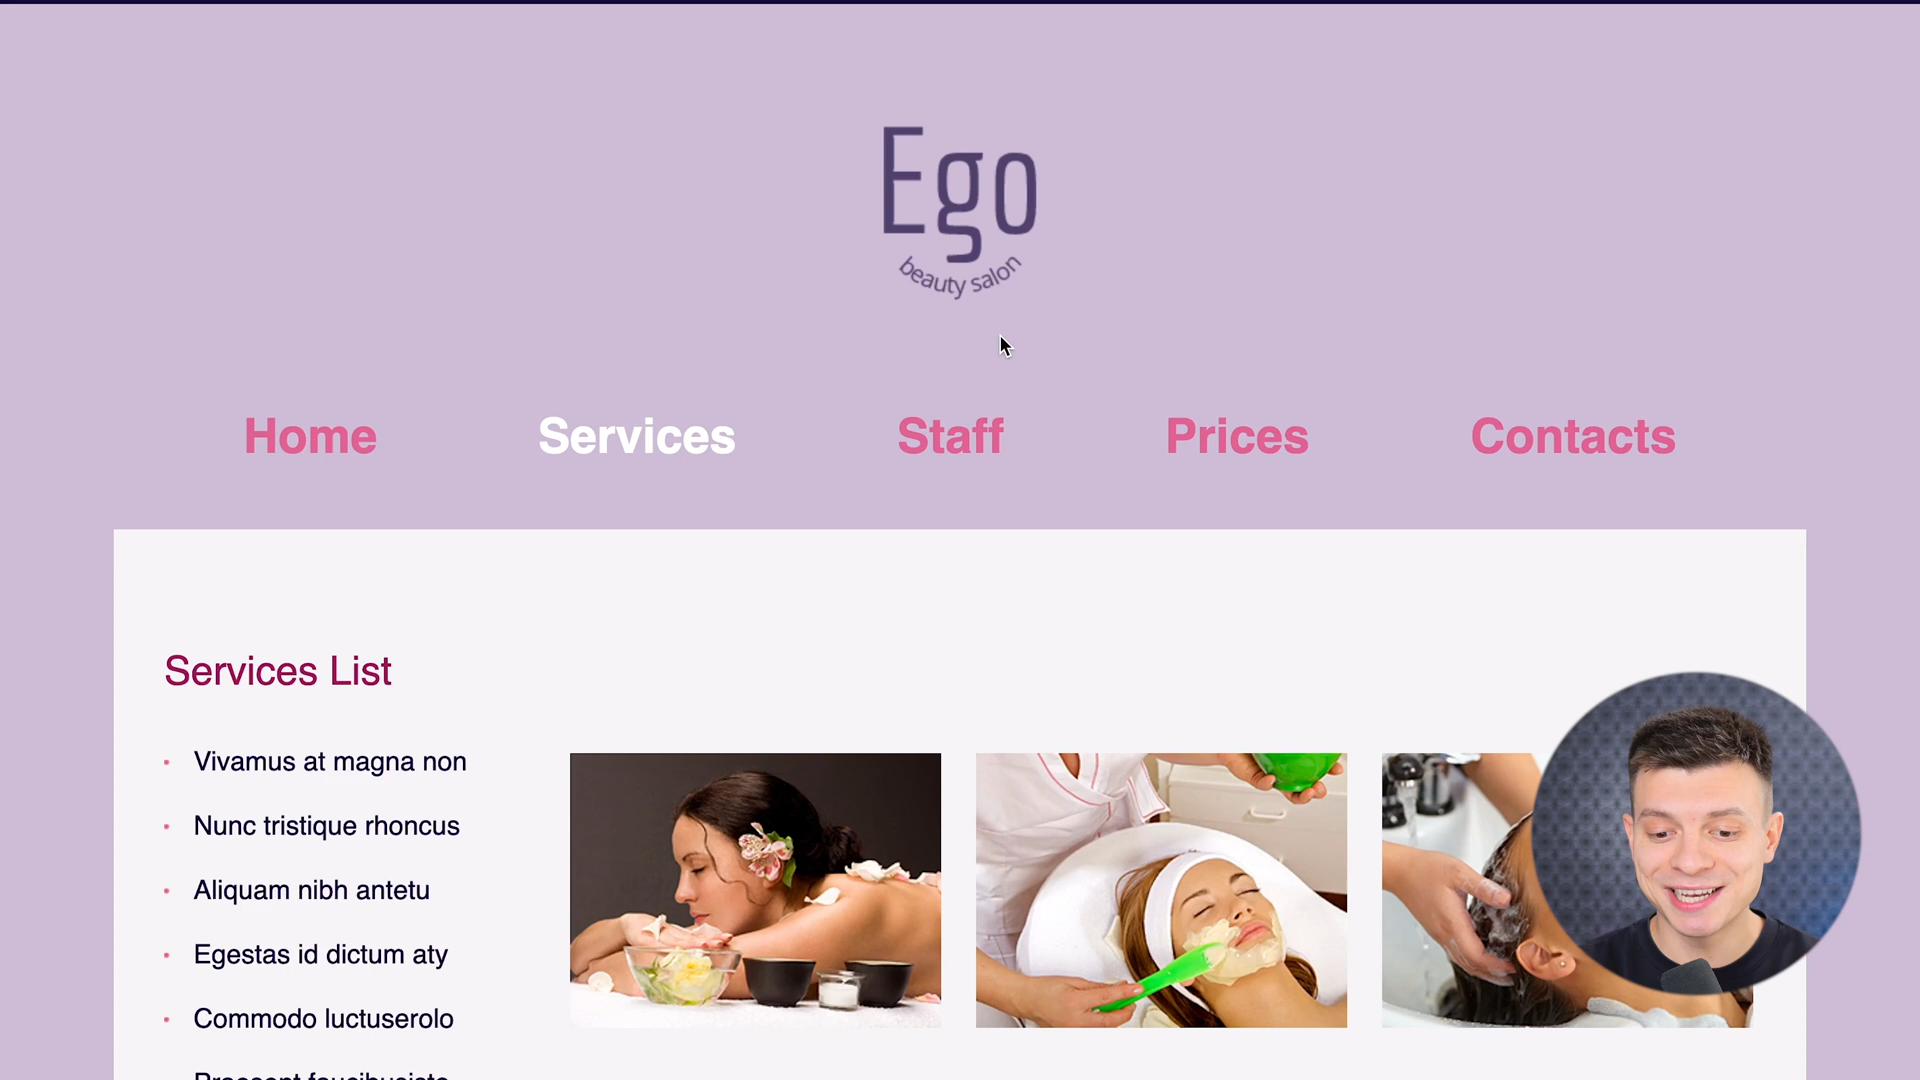 Ego
beauty salon
Home Services Staff Prices Contacts
Services List
Vivamus at magna non
Nunc tristique rhoncus
Aliquam nibh antetu
Egestas id dictum aty
Commodo luctuserolo